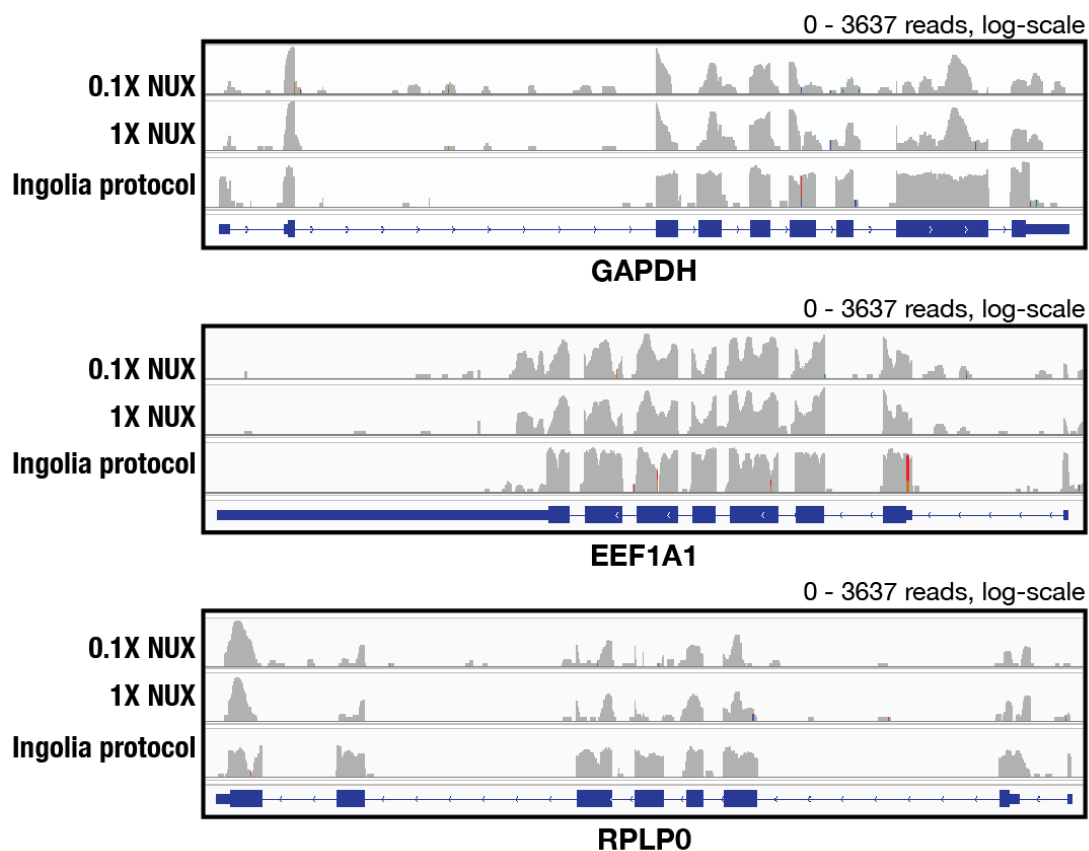 0 - 3637 reads, log-scale
0.1X NUX
1X NUX
Ingolia protocol
GAPDH
0 - 3637 reads, log-scale
0.1X NUX
1X NUX
Ingolia protocol
EEF1A1
0 - 3637 reads, log-scale
0.1X NUX
1X NUX
Ingolia protocol
RPLP0